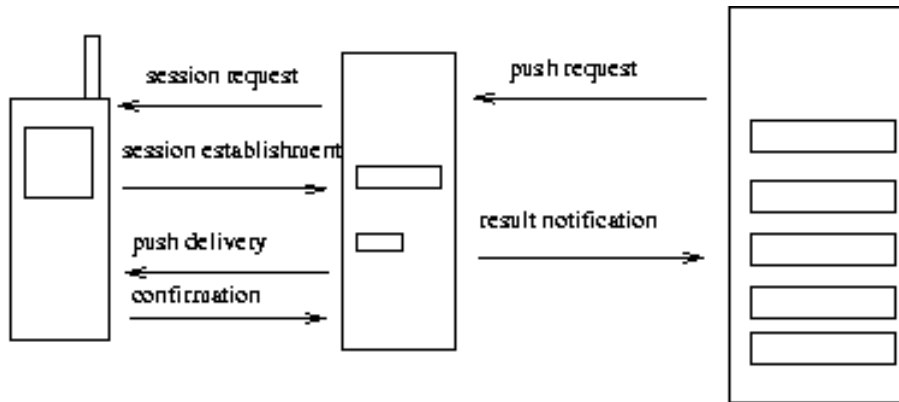 session request
push request
session establishment
result notification
push delivery
confirmation